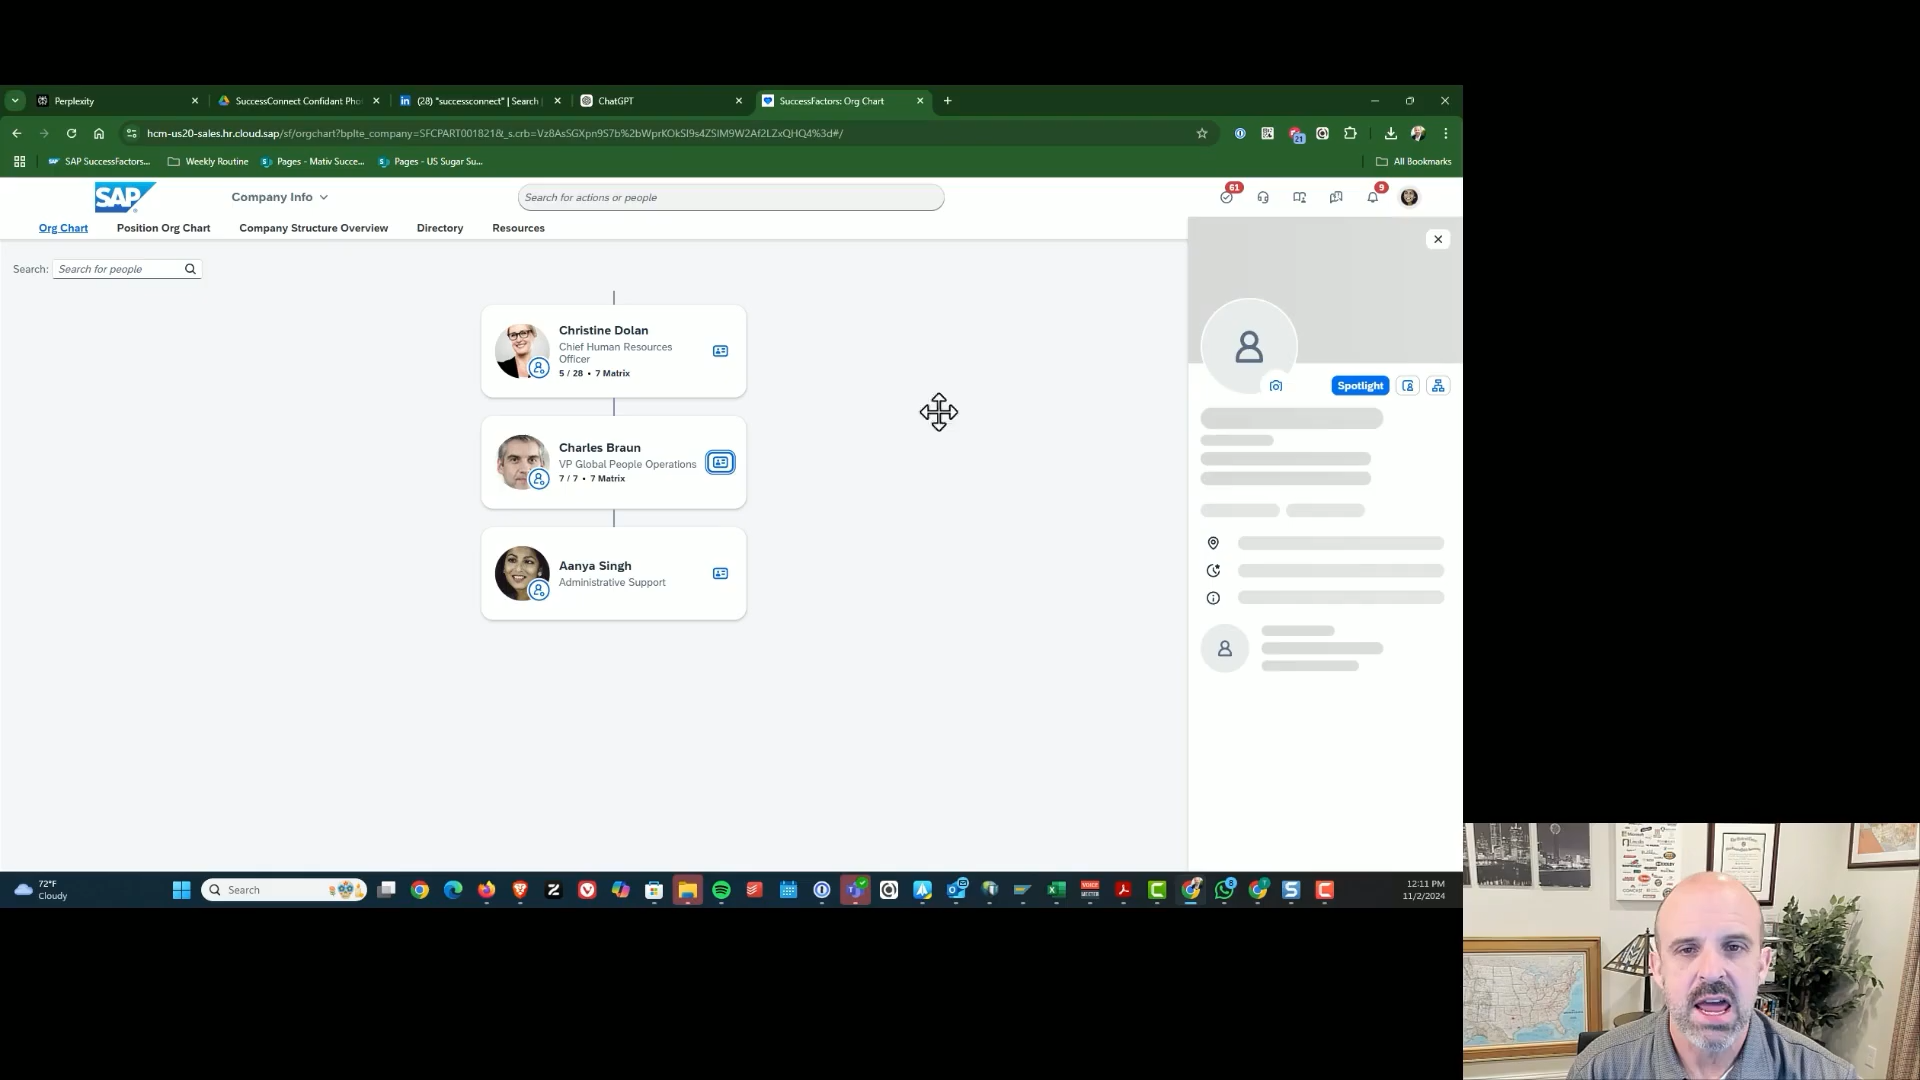 Perplexity
SuccessConnect Confidant Pho
(28) "successconnect" | Search |
ChatGPT
SuccessFactors: Org Chart
hcm-us20-sales.hr.cloud.sap/sf/orgchart?bplte_company=SFCPART001821&_s.crb=Vz8AsSGXpn9S7b%2bWprKOkSl9s4ZSIM9W2Af2LZxQHQ4%3d#/
SAP SuccessFactors...
Weekly Routine
Pages - Mativ Succe...
Pages - US Sugar Su...
All Bookmarks
SAP
Company Info
Search for actions or people
61
9
Org Chart
Position Org Chart
Company Structure Overview
Directory
Resources
Search:
Search for people
Christine Dolan
Chief Human Resources
Officer
5 / 28 • 7 Matrix
Charles Braun
VP Global People Operations
7 / 7 • 7 Matrix
Aanya Singh
Administrative Support
Spotlight
72°F
Cloudy
Search
12:11 PM
11/2/2024